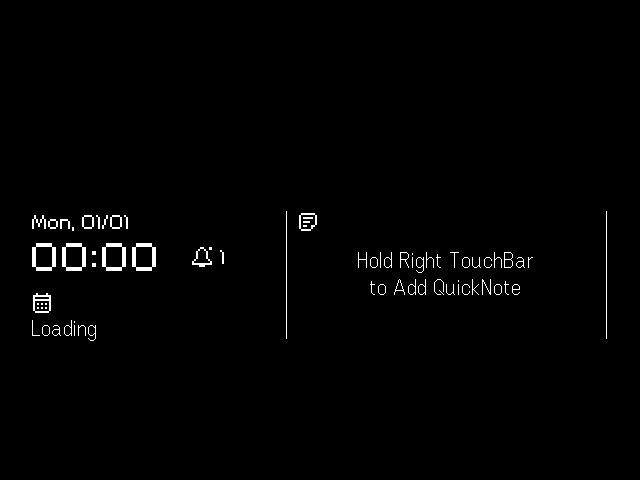 Mon, 01/01
00:00
1
Loading
Hold Right TouchBar
to Add QuickNote